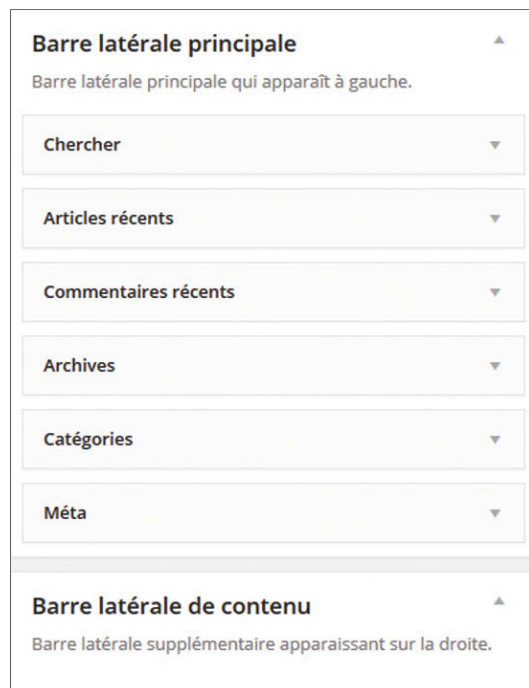 Barre latérale principale
Barre latérale principale qui apparaît à gauche.
Chercher
Articles récents
Commentaires récents
Archives
Catégories
Méta
Barre latérale de contenu
Barre latérale supplémentaire apparaissant sur la droite.